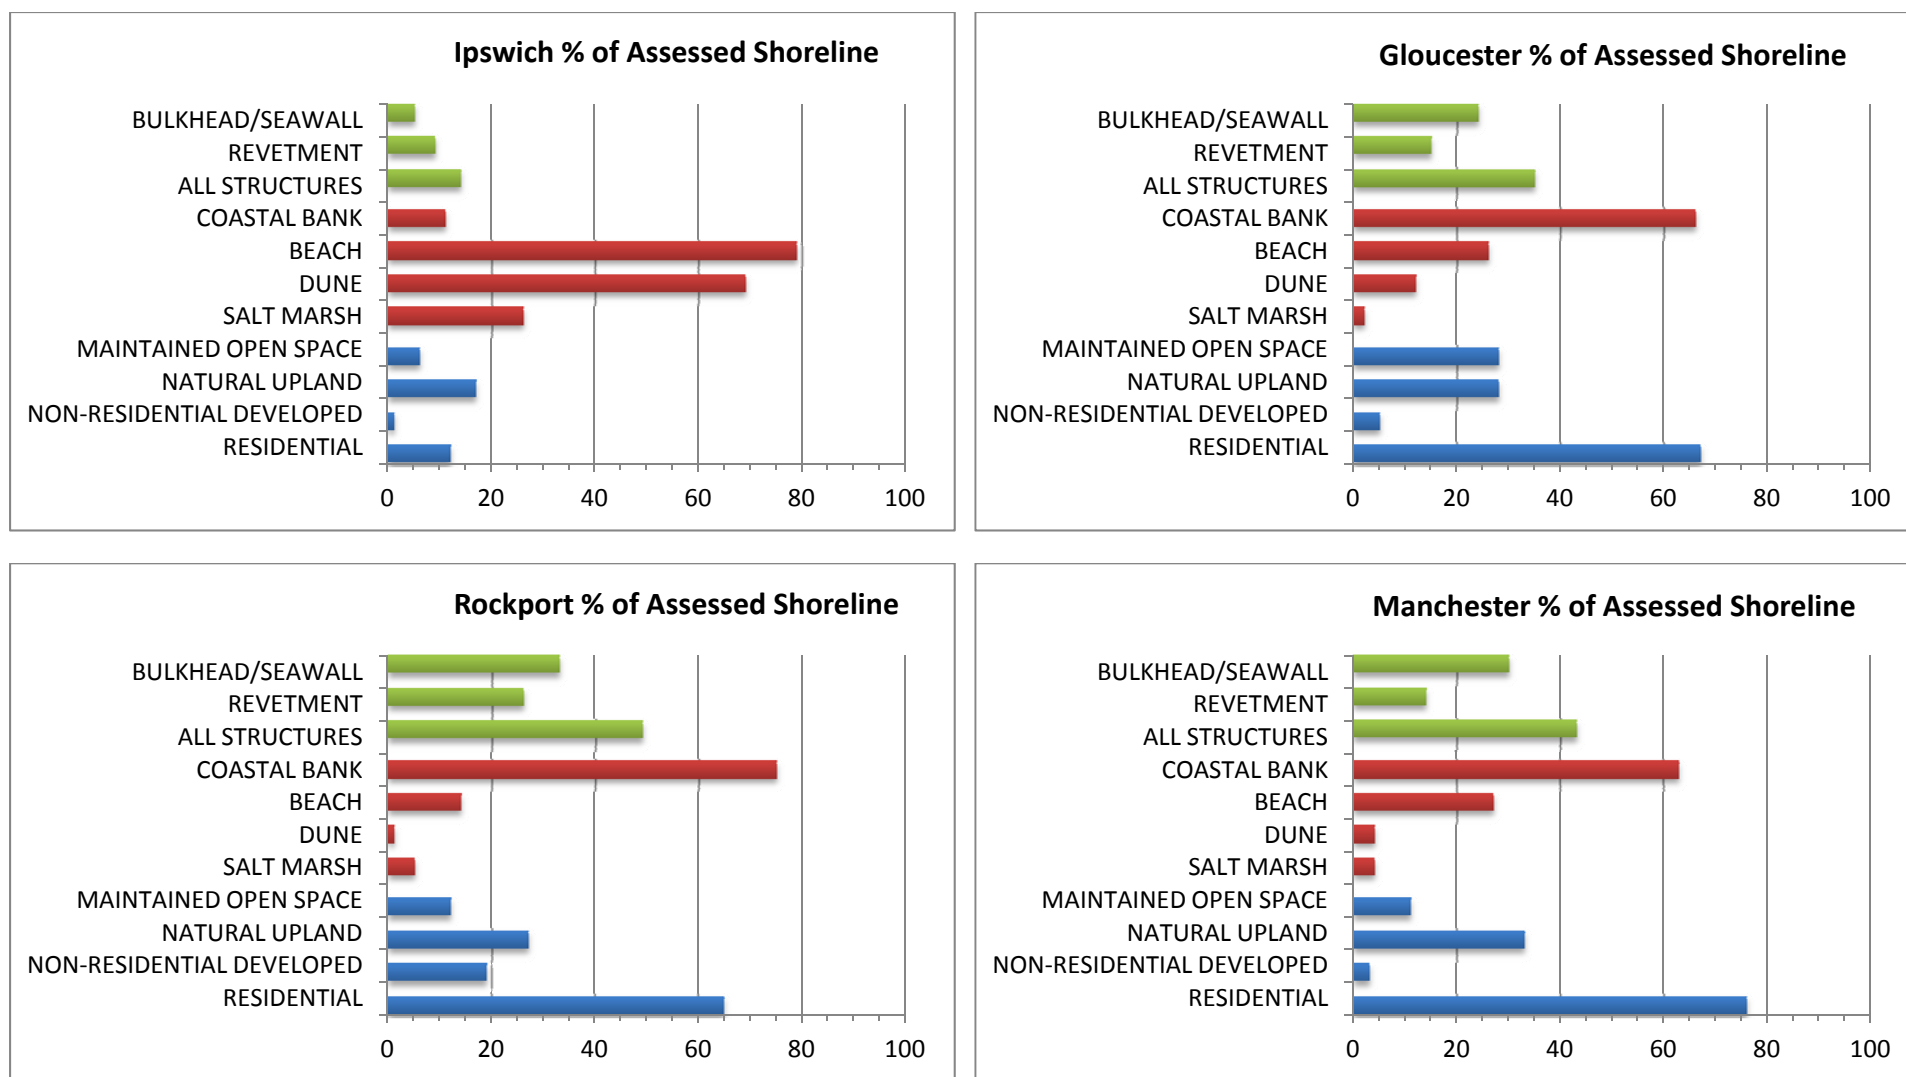 Ipswich % of Assessed Shoreline
BULKHEAD/SEAWALL
REVETMENT
ALL STRUCTURES
COASTAL BANK
BEACH
DUNE
SALT MARSH
MAINTAINED OPEN SPACE
NATURAL UPLAND
NON-RESIDENTIAL DEVELOPED
RESIDENTIAL
0 20 40 60 80 100
Gloucester % of Assessed Shoreline
BULKHEAD/SEAWALL
REVETMENT
ALL STRUCTURES
COASTAL BANK
BEACH
DUNE
SALT MARSH
MAINTAINED OPEN SPACE
NATURAL UPLAND
NON-RESIDENTIAL DEVELOPED
RESIDENTIAL
0 20 40 60 80 100
Rockport % of Assessed Shoreline
BULKHEAD/SEAWALL
REVETMENT
ALL STRUCTURES
COASTAL BANK
BEACH
DUNE
SALT MARSH
MAINTAINED OPEN SPACE
NATURAL UPLAND
NON-RESIDENTIAL DEVELOPED
RESIDENTIAL
0 20 40 60 80 100
Manchester % of Assessed Shoreline
BULKHEAD/SEAWALL
REVETMENT
ALL STRUCTURES
COASTAL BANK
BEACH
DUNE
SALT MARSH
MAINTAINED OPEN SPACE
NATURAL UPLAND
NON-RESIDENTIAL DEVELOPED
RESIDENTIAL
0 20 40 60 80 100